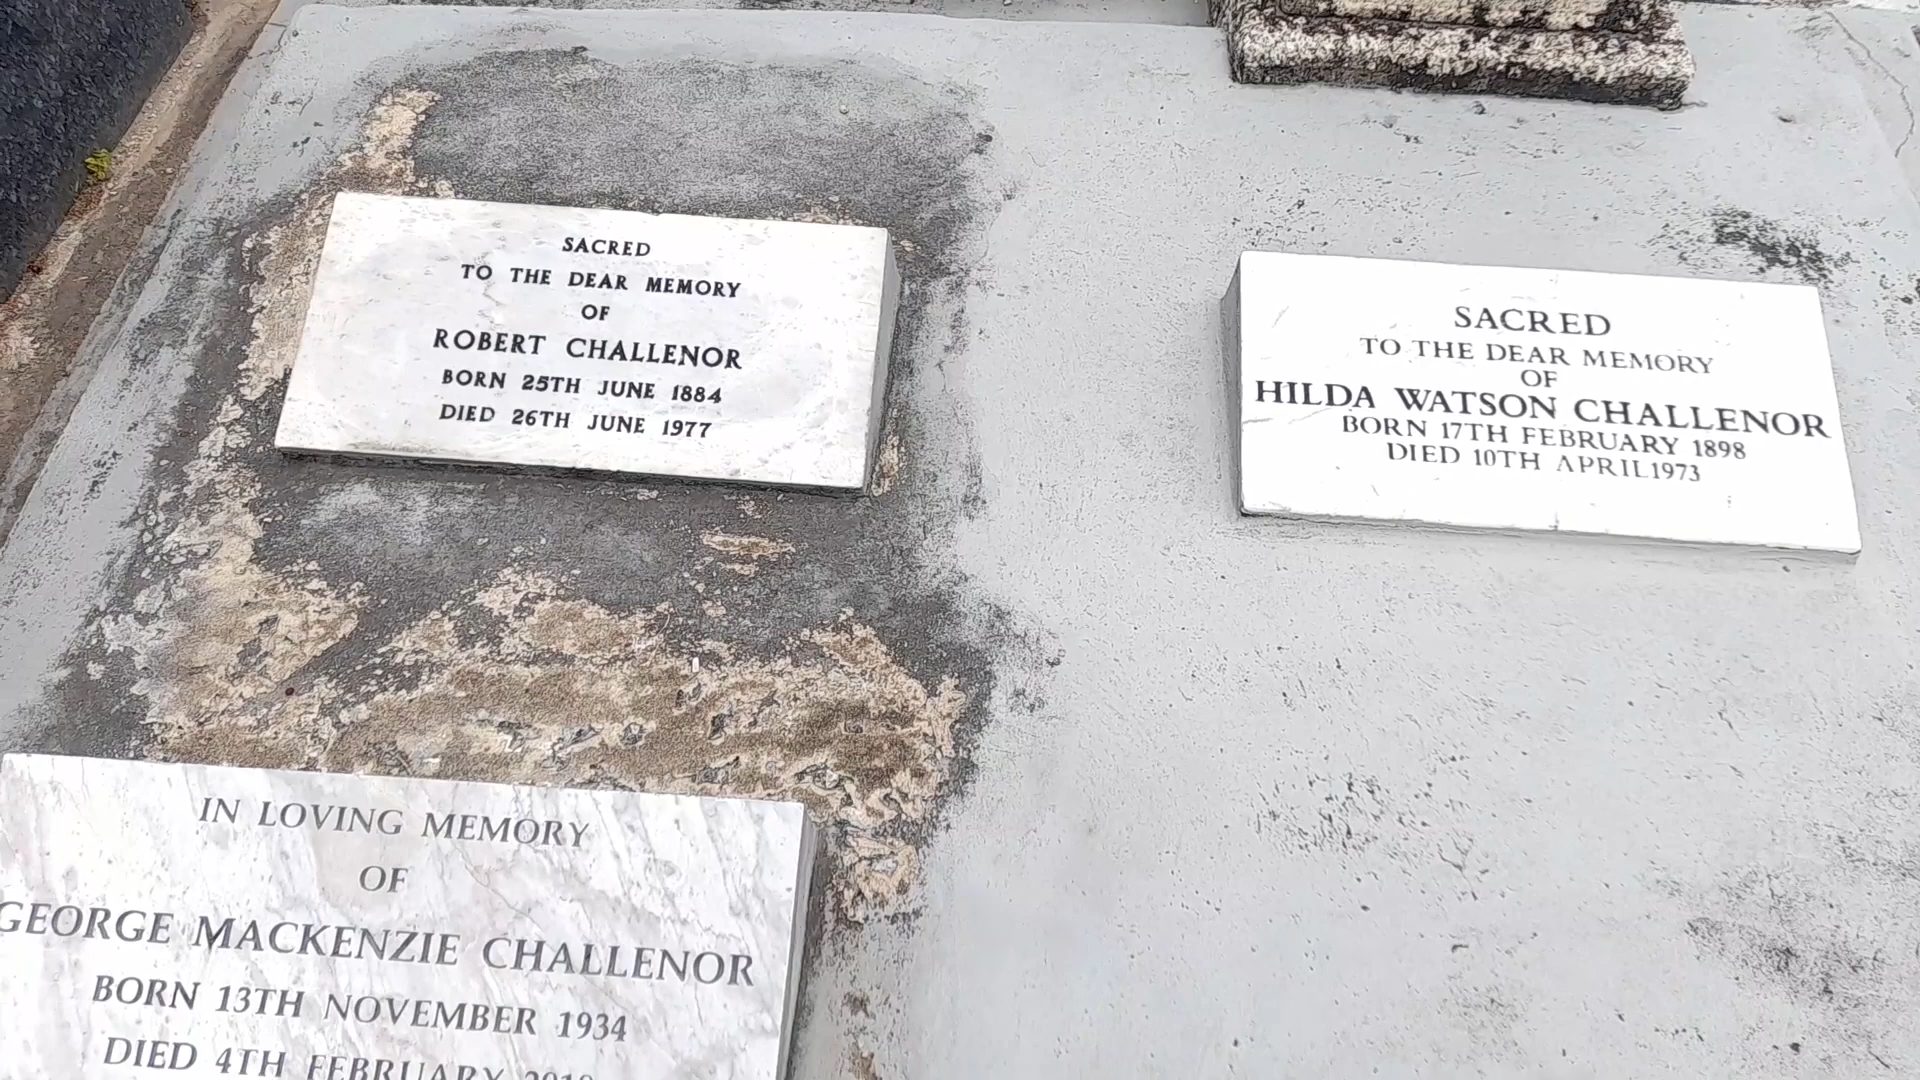 SACRED
TO THE DEAR MEMORY
OF
ROBERT CHALLENOR
BORN 25TH JUNE 1884
DIED 26TH JUNE 1977
SACRED
TO THE DEAR MEMORY
OF
HILDA WATSON CHALLENOR
BORN 17TH FEBRUARY 1898
DIED 10TH APRIL 1973
IN LOVING MEMORY
OF
GEORGE MACKENZIE CHALLENOR
BORN 13TH NOVEMBER 1934
DIED 4TH FEBRUARY